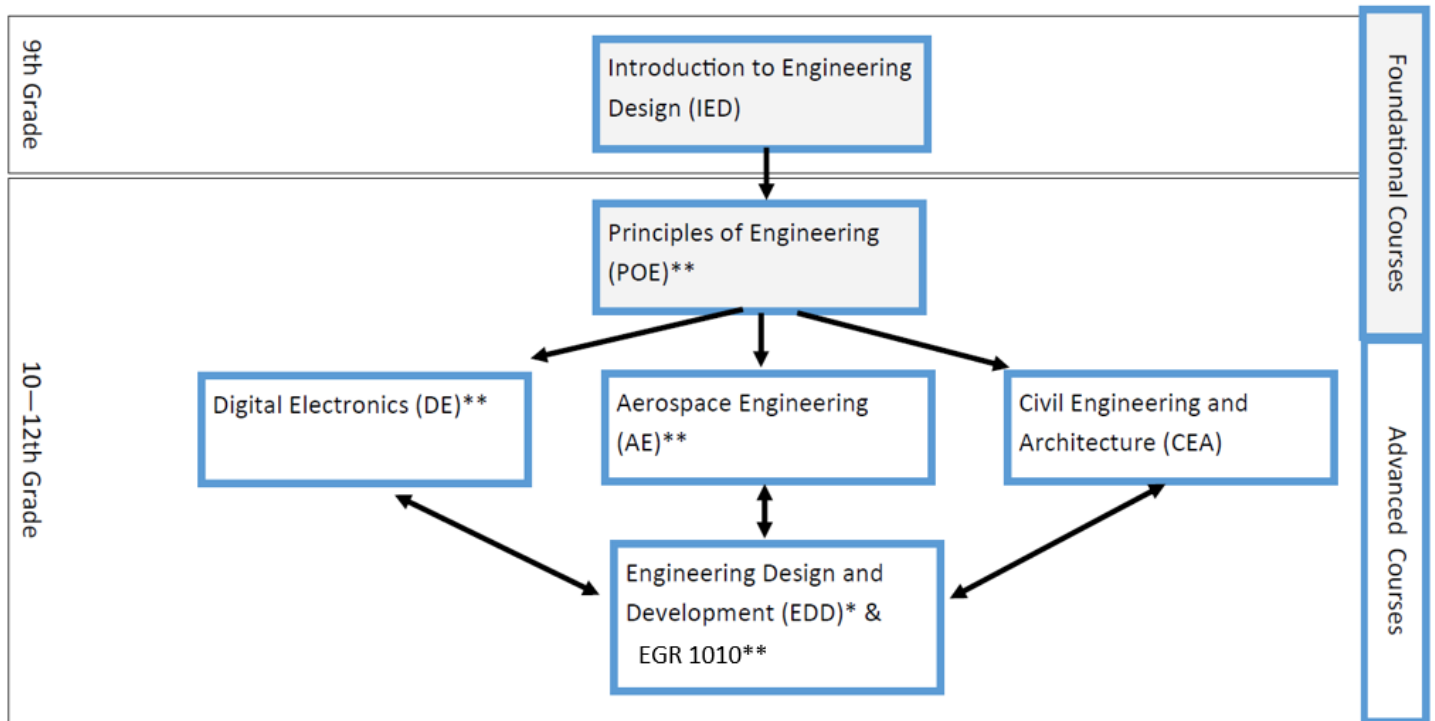 9th Grade
Introduction to Engineering
Design (IED)
Foundational Courses
Principles of Engineering
(POE)**
10—12th Grade
Digital Electronics (DE)**
Aerospace Engineering
(AE)**
Civil Engineering and
Architecture (CEA)
Advanced Courses
Engineering Design and
Development (EDD)* &
EGR 1010**